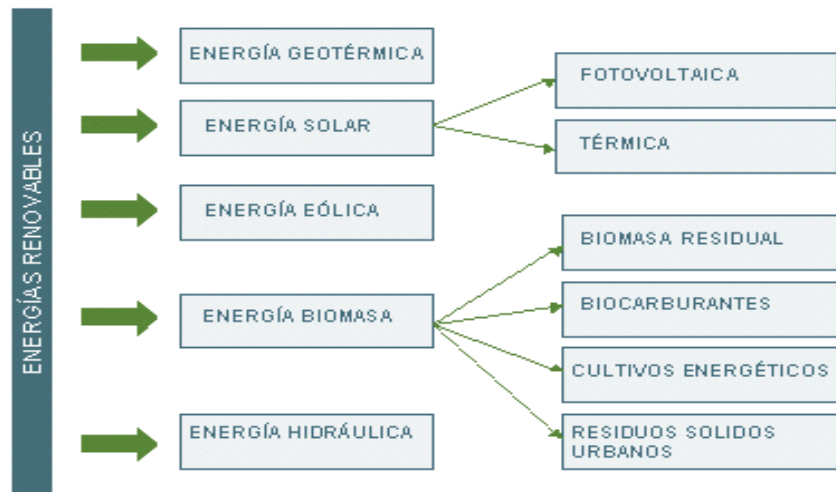 ENERGÍAS RENOVABLES
ENERGÍA GEOTÉRMICA
ENERGÍA SOLAR
FOTOVOLTAICA
TÉRMICA
ENERGÍA EÓLICA
ENERGÍA BIOMASA
BIOMASA RESIDUAL
BIOCARBURANTES
CULTIVOS ENERGÉTICOS
RESIDUOS SOLIDOS
URBANOS
ENERGÍA HIDRÁULICA